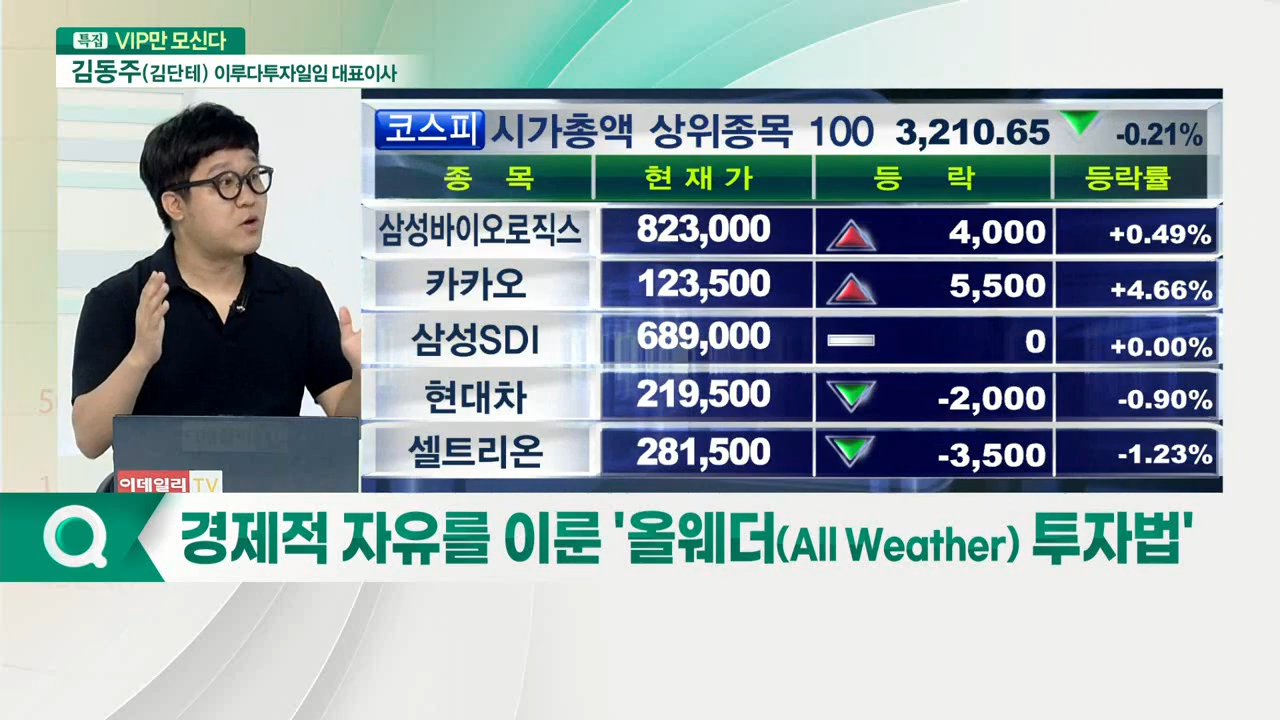 특집 VIP만 모신다
김동주(김단테) 이루다투자일임 대표이사
코스피 시가총액 상위종목 100 3,210.65 -0.21%
종 목 현재가 등 락 등락률
삼성바이오로직스 823,000 4,000 +0.49%
카카오 123,500 5,500 +4.66%
삼성SDI 689,000 0 +0.00%
현대차 219,500 -2,000 -0.90%
셀트리온 281,500 -3,500 -1.23%
이데일리TV
경제적 자유를 이룬 '올웨더(All Weather) 투자법'